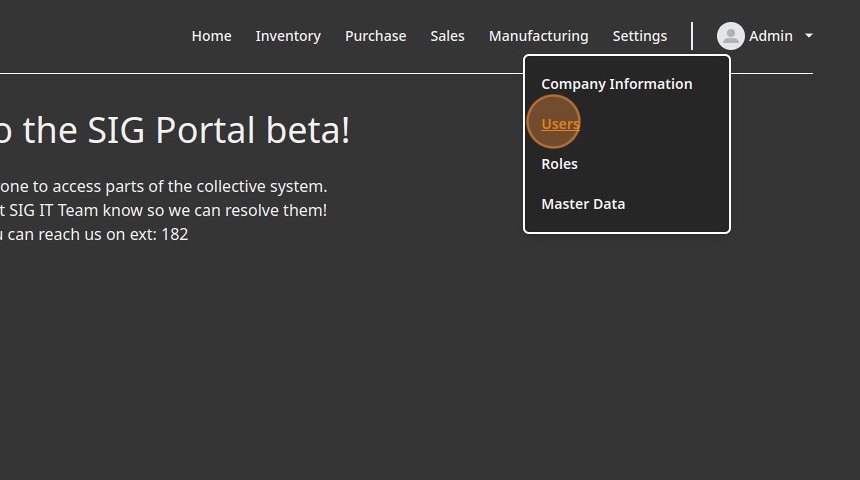 Home Inventory Purchase Sales Manufacturing Settings Admin
Company Information
Users
Roles
Master Data
o the SIG Portal beta!
one to access parts of the collective system.
t SIG IT Team know so we can resolve them!
u can reach us on ext: 182